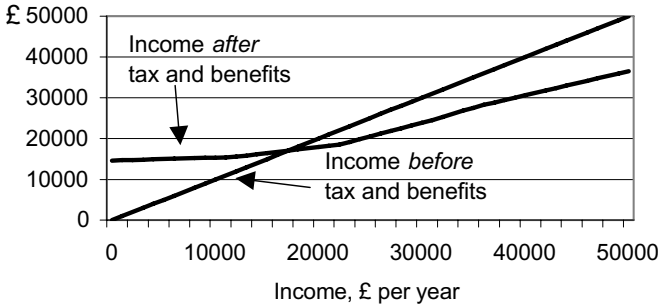 £ 50000
40000
30000
20000
10000
0
Income after
tax and benefits
Income before
tax and benefits
0 10000 20000 30000 40000 50000
Income, £ per year